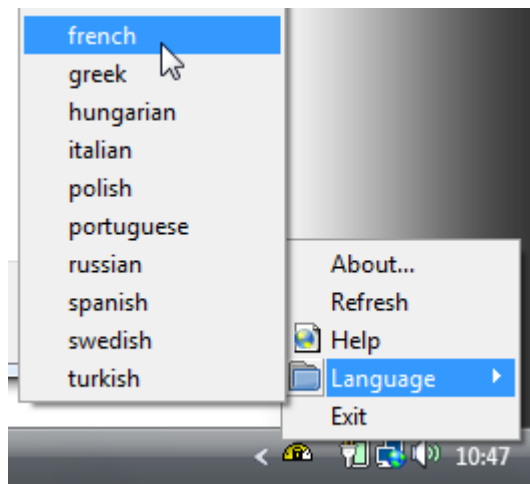 french
greek
hungarian
italian
polish
portuguese
russian
spanish
swedish
turkish
About...
Refresh
Help
Language
Exit
< 10:47